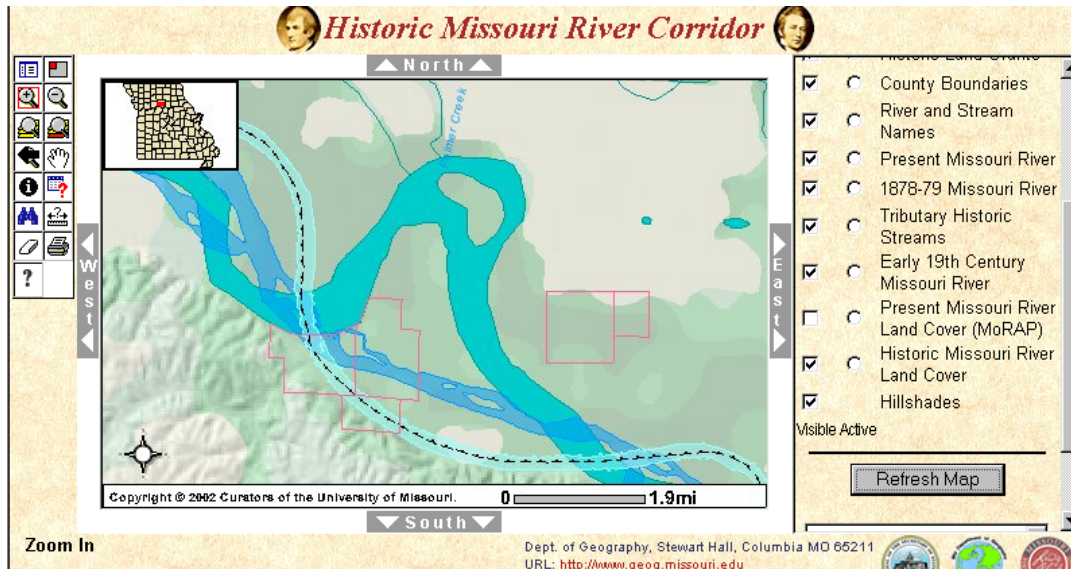 Historic Missouri River Corridor
North
County Boundaries
River and Stream
Names
Present Missouri River
1878-79 Missouri River
Tributary Historic
Streams
Early 19th Century
Missouri River
Present Missouri River
Land Cover (MoRAP)
Historic Missouri River
Land Cover
Hillshades
Visible Active
Refresh Map
West
East
Creek
Copyright © 2002 Curators of the University of Missouri.
0 1.9mi
South
Zoom In
Dept. of Geography, Stewart Hall, Columbia MO 65211
URL: http://www.geog.missouri.edu